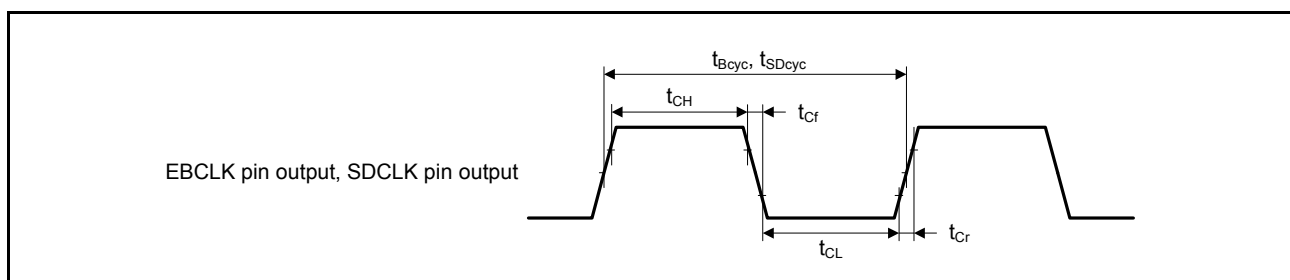 tBcyc, tSDcyc
tCH
tCf
EBCLK pin output, SDCLK pin output
tCL
tCr